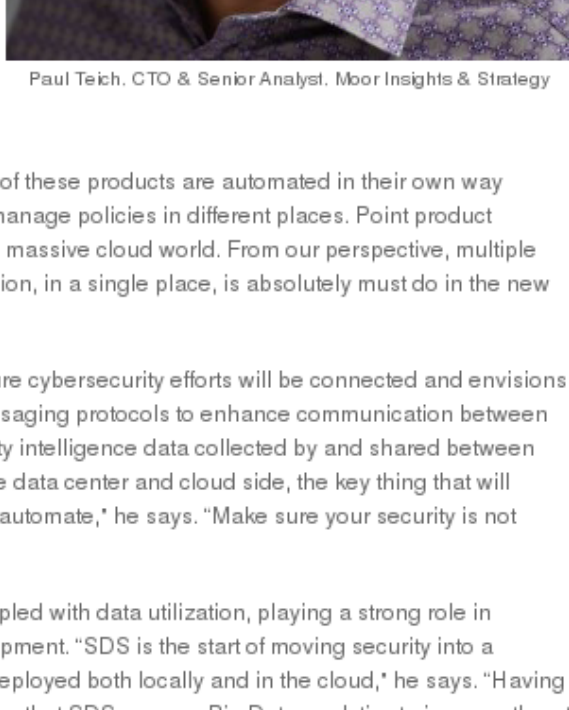 Paul Teich. CTO & Senior Analyst. Moor Insights & Strategy
of these products are automated in their own way
manage policies in different places. Point product
massive cloud world. From our perspective, multiple
ion, in a single place, is absolutely must do in the new
re cybersecurity efforts will be connected and envisions
saging protocols to enhance communication between
ty intelligence data collected by and shared between
e data center and cloud side, the key thing that will
automate," he says. “Make sure your security is not
pled with data utilization, playing a strong role in
pment. “SDS is the start of moving security into a
eployed both locally and in the cloud," he says. “Having